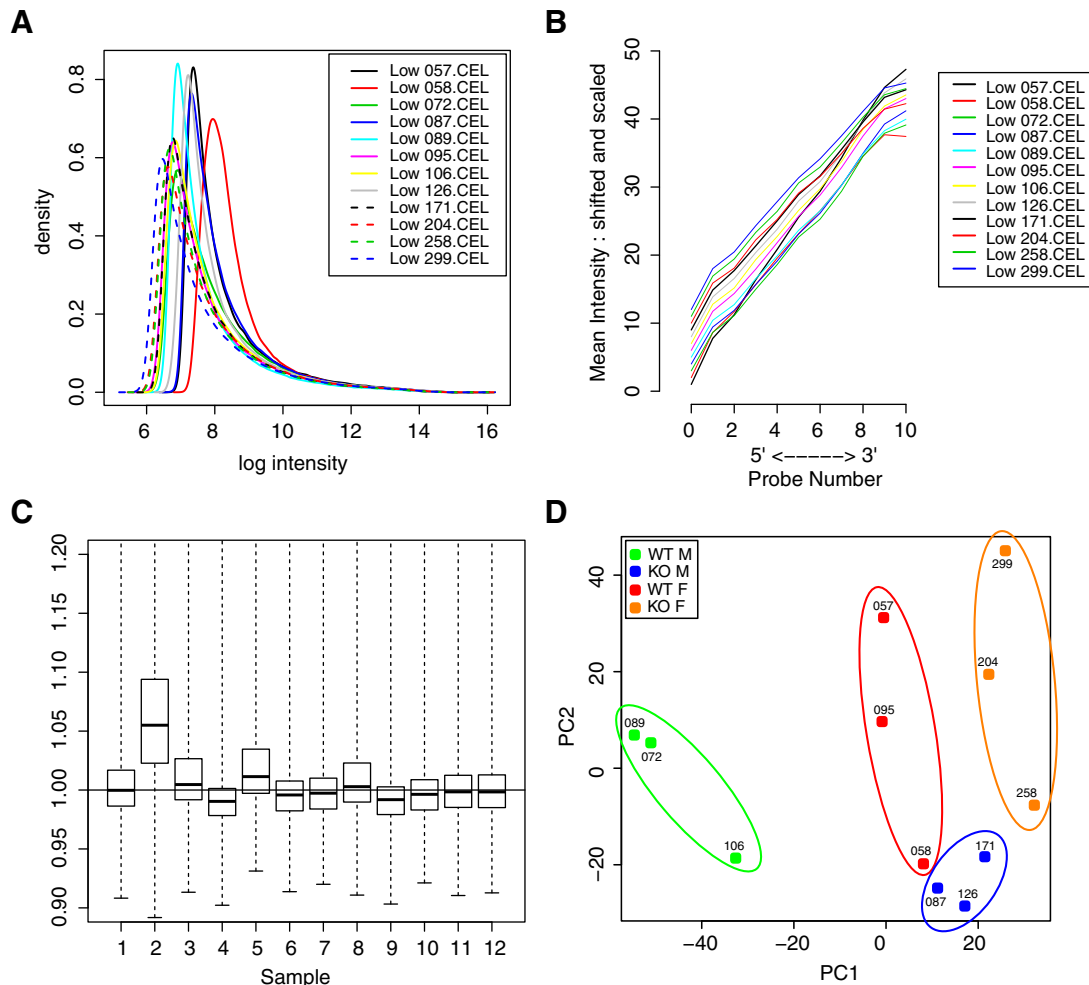 A
density
0.0
0.2
0.4
0.6
0.8
6
8
10
12
14
16
log intensity
Low 057.CEL
Low 058.CEL
Low 072.CEL
Low 087.CEL
Low 089.CEL
Low 095.CEL
Low 106.CEL
Low 126.CEL
Low 171.CEL
Low 204.CEL
Low 258.CEL
Low 299.CEL
B
Mean Intensity : shifted and scaled
0
10
20
30
40
50
0
2
4
6
8
10
5' <-----> 3'
Probe Number
Low 057.CEL
Low 058.CEL
Low 072.CEL
Low 087.CEL
Low 089.CEL
Low 095.CEL
Low 106.CEL
Low 126.CEL
Low 171.CEL
Low 204.CEL
Low 258.CEL
Low 299.CEL
C
0.90
0.95
1.00
1.05
1.10
1.15
1.20
1 2 3 4 5 6 7 8 9 10 11 12
Sample
D
WT M
KO M
WT F
KO F
PC2
−20
0
20
40
299
057
204
095
089
072
258
106
058
171
087
126
−40
−20
0
20
PC1